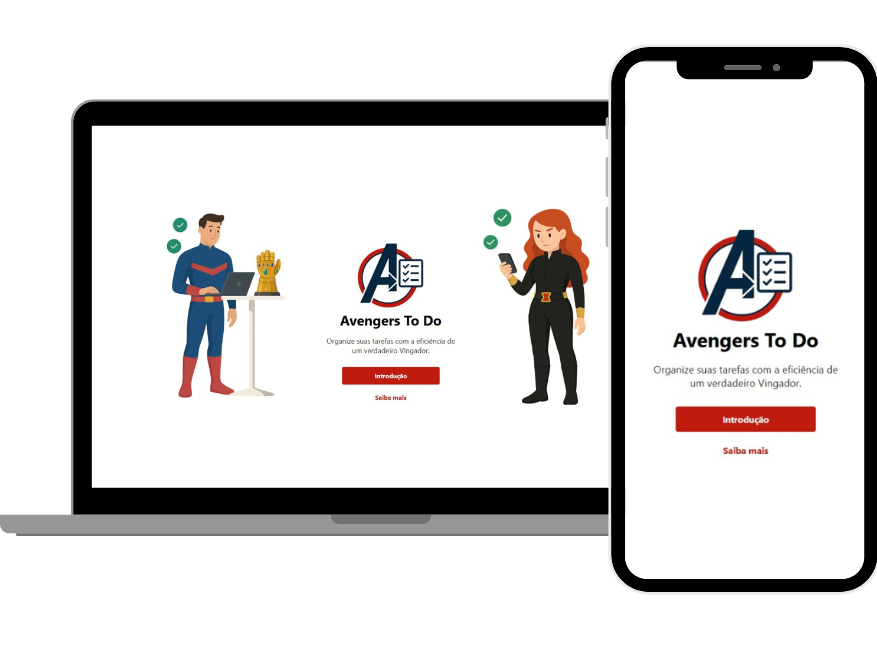 Avengers To Do
Organize suas tarefas com a eficiência de
um verdadeiro Vingador.
Introdução
Saiba mais
Avengers To Do
Organize suas tarefas com a eficiência de
um verdadeiro Vingador.
Introdução
Saiba mais